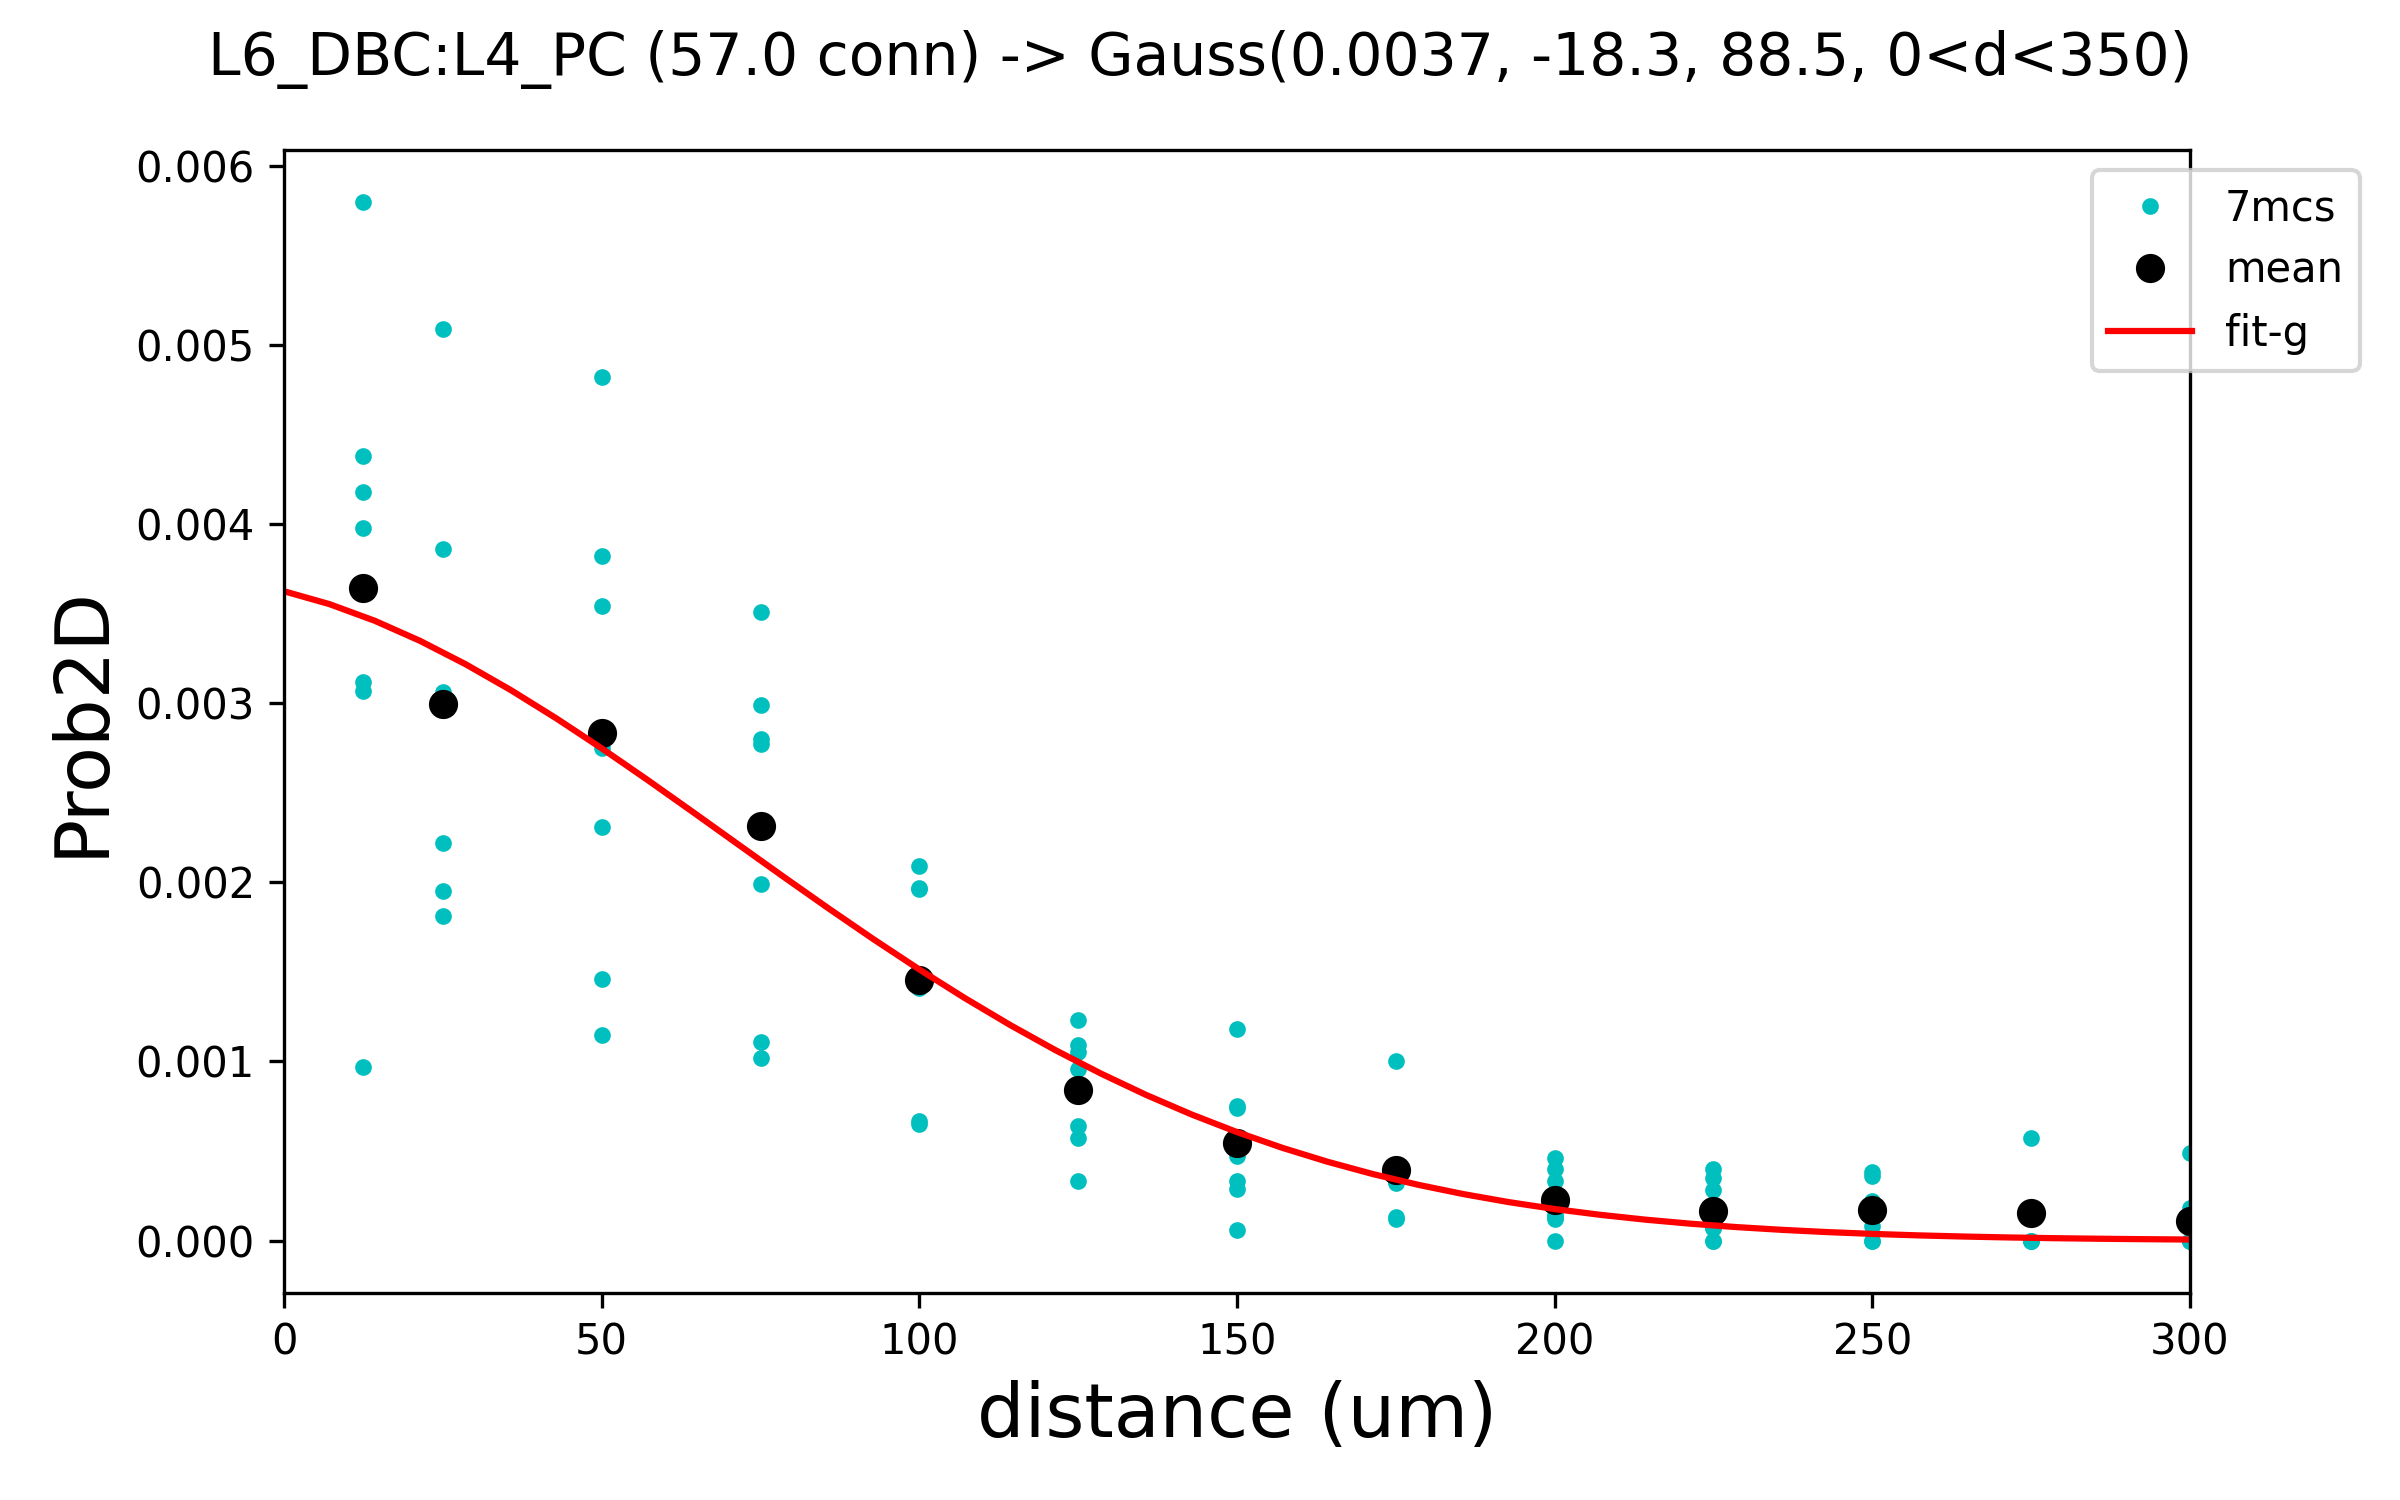 L6_DBC:L4_PC (57.0 conn) -> Gauss(0.0037, -18.3, 88.5, 0<d<350)
0.006
0.005
0.004
0.003
0.002
0.001
0.000
Prob2D
7mcs
mean
fit-g
0 50 100 150 200 250 300
distance (um)